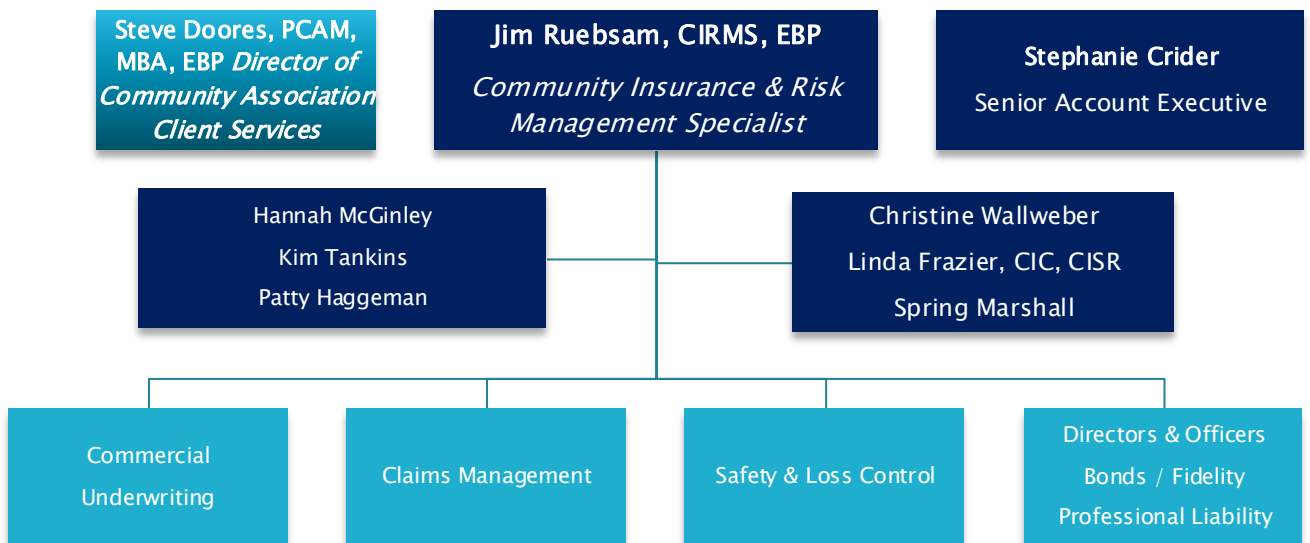 Steve Doores, PCAM,
MBA, EBP Director of
Community Association
Client Services
Jim Ruebsam, CIRMS, EBP
Community Insurance & Risk
Management Specialist
Stephanie Crider
Senior Account Executive
Hannah McGinley
Kim Tankins
Patty Haggeman
Christine Wallweber
Linda Frazier, CIC, CISR
Spring Marshall
Commercial
Underwriting
Claims Management
Safety & Loss Control
Directors & Officers
Bonds / Fidelity
Professional Liability